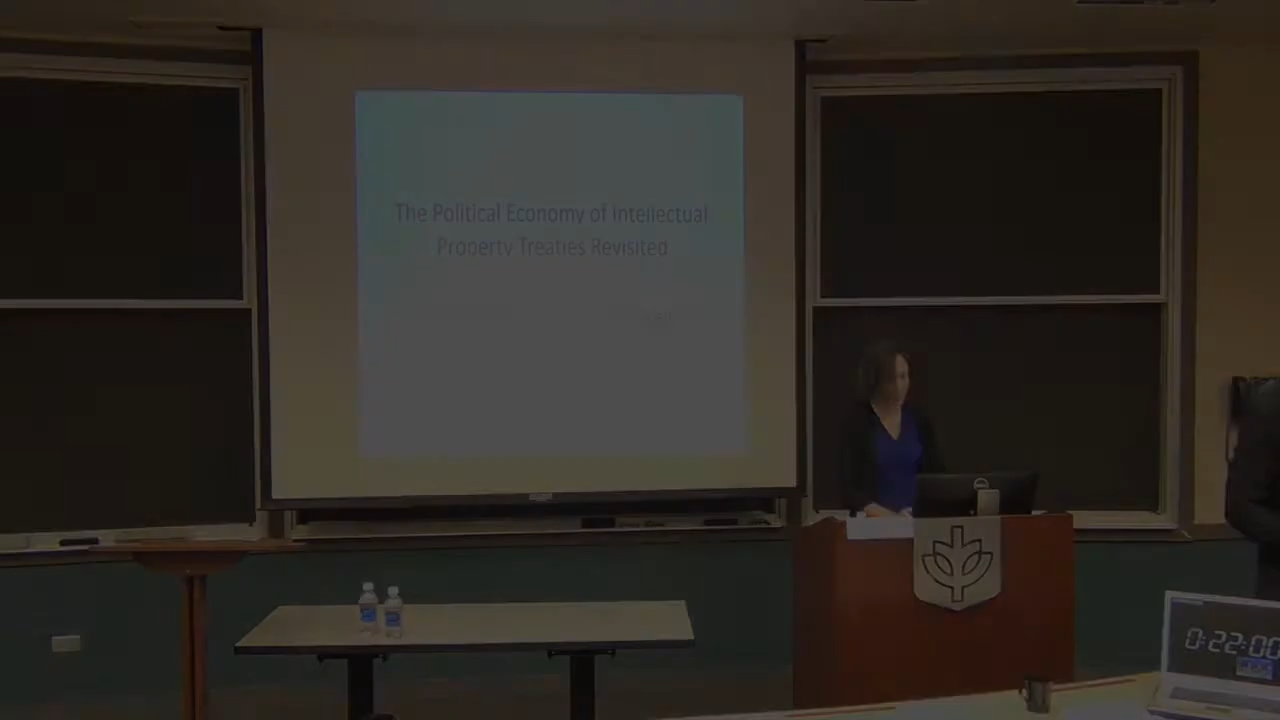 The Political Economy of Intellectual
Property Treaties Revisited
0:22:00